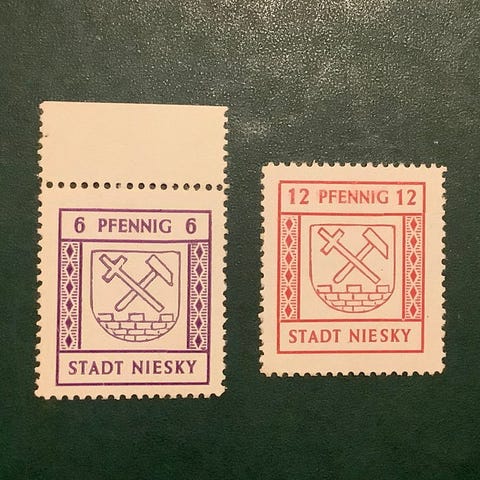 6 PFENNIG 6
STADT NIESKY
12 PFENNIG 12
STADT NIESKY